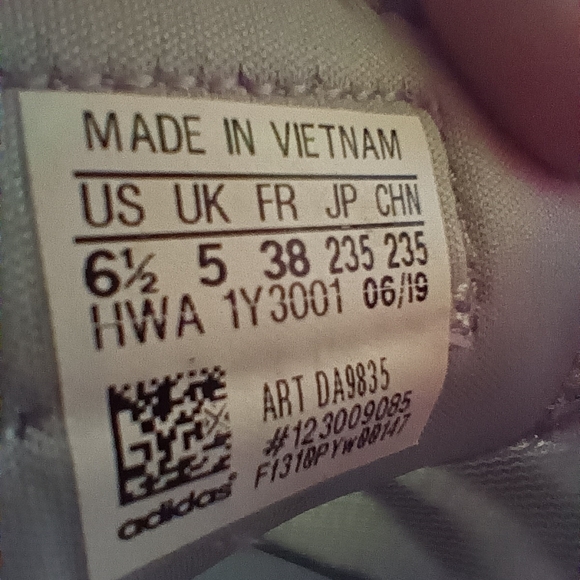 MADE IN VIETNAM
US UK FR JP CHN
6½ 5 38 235 235
HWA 1Y3001 06/19
ART DA9835
#123009085
F1310PYw00147
adidas